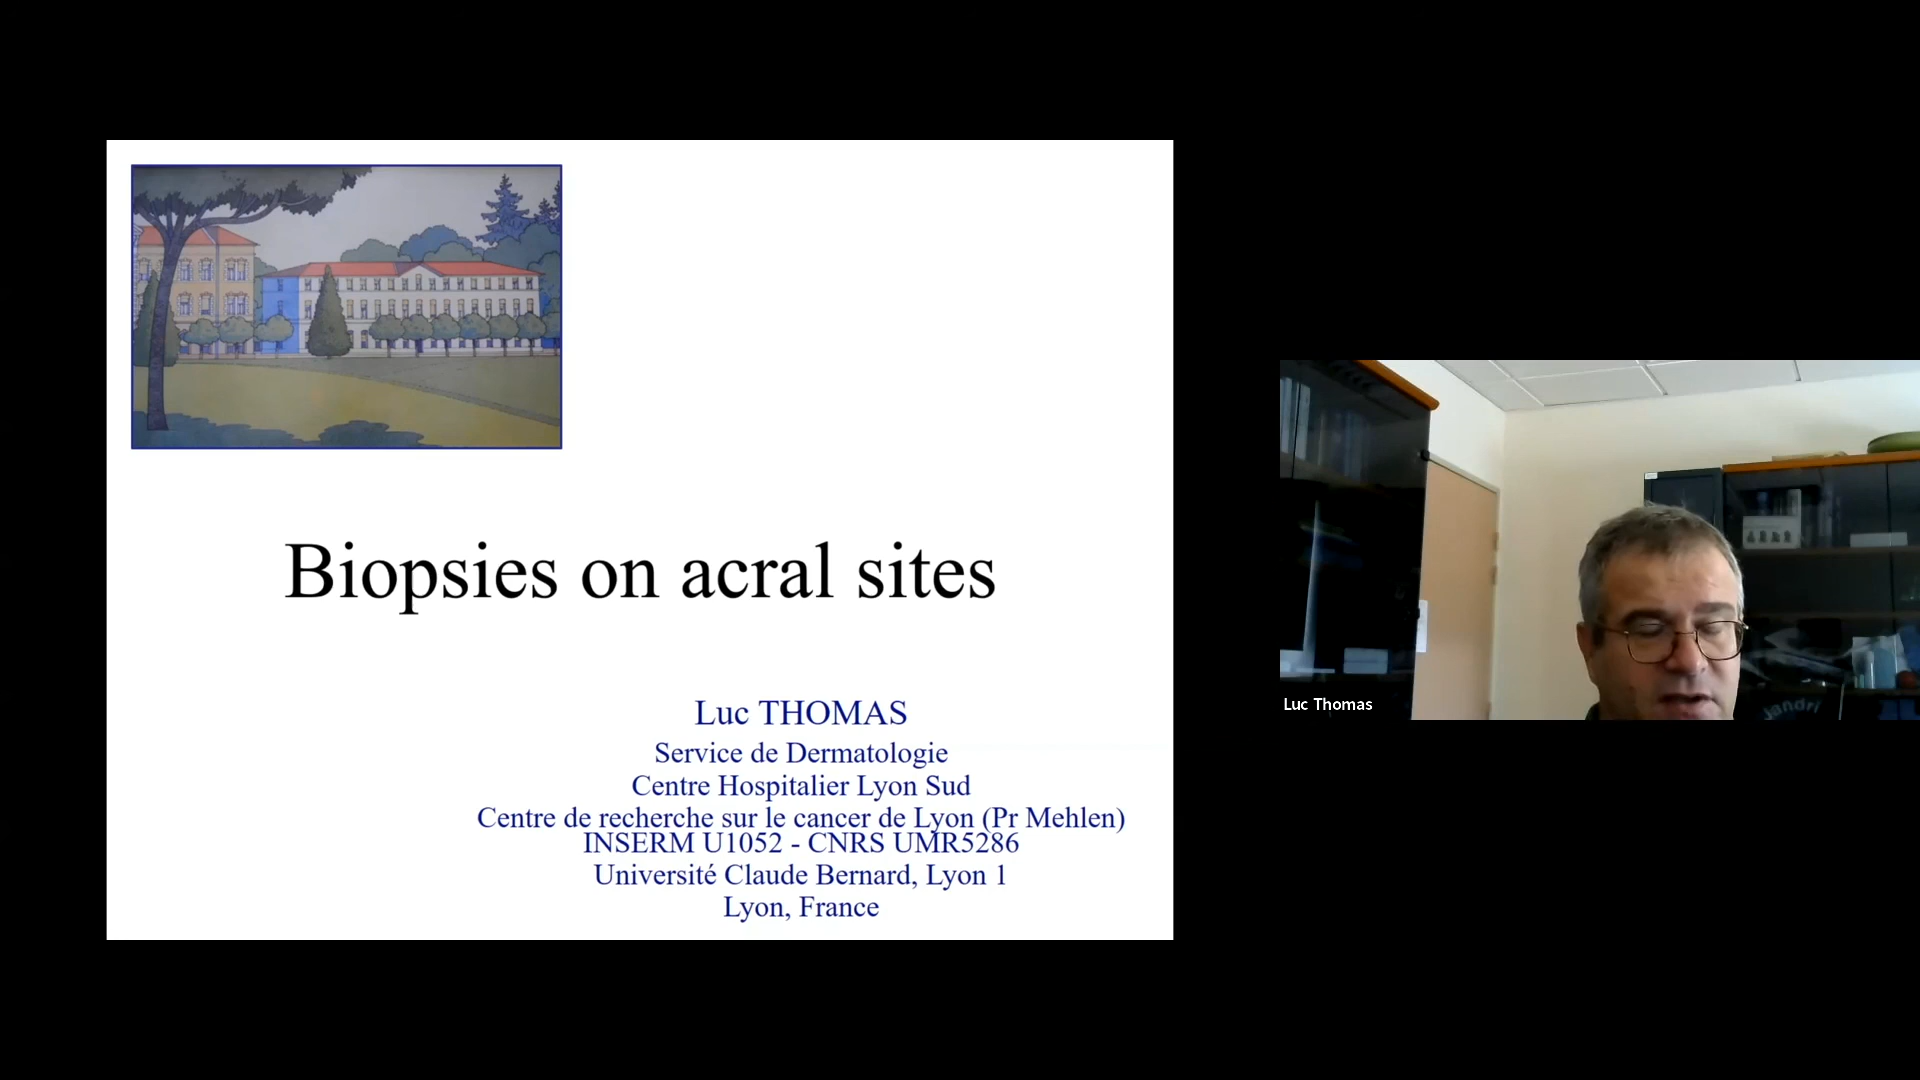 Biopsies on acral sites
Luc THOMAS
Service de Dermatologie
Centre Hospitalier Lyon Sud
Centre de recherche sur le cancer de Lyon (Pr Mehlen)
INSERM U1052 - CNRS UMR5286
Université Claude Bernard, Lyon 1
Lyon, France
Luc Thomas
jandri